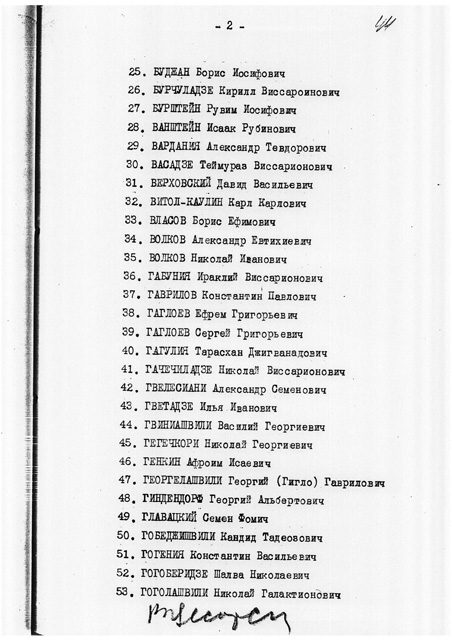 - 2 -
44
25. БУДЖАН Борис Иосифович
26. БУРЧУЛАДЗЕ Кирилл Виссароинович
27. БУРШТЕЙН Рувим Иосифович
28. ВАНШТЕЙН Исаак Рубинович
29. ВАРДАНИЯ Александр Тевдорович
30. ВАСАДЗЕ Теймураз Виссарионович
31. ВЕРХОВСКИЙ Давид Васильевич
32. ВИТОЛ-КАУЛИН Карл Карлович
33. ВЛАСОВ Борис Ефимович
34. ВОЛКОВ Александр Евтихиевич
35. ВОЛКОВ Николай Иванович
36. ГАБУНИЯ Ираклий Виссарионович
37. ГАВРИЛОВ Константин Павлович
38. ГАГЛОЕВ Ефрем Григорьевич
39. ГАГЛОЕВ Сергей Григорьевич
40. ГАГУЛИН Тарасхан Джигванадович
41. ГАЧЕЧИЛАДЗЕ Николай Виссарионович
42. ГВЕЛЕСИАНИ Александр Семенович
43. ГВЕТАДЗЕ Илья Иванович
44. ГВИНИАШВИЛИ Василий Георгиевич
45. ГЕГЕЧКОРИ Николай Георгиевич
46. ГЕНКИН Афроим Исаевич
47. ГЕОРГЕЛАШВИЛИ Георгий (Гигло) Гаврилович
48. ГИНДЕНДОРФ Георгий Альбертович
49. ГЛАВАЦКИЙ Семен Фомич
50. ГОБЕДЖИШВИЛИ Кандид Тадеозович
51. ГОГЕНИЯ Константин Васильевич
52. ГОГОБЕРИДЗЕ Шалва Николаевич
53. ГОГОЛАШВИЛИ Николай Галактионович